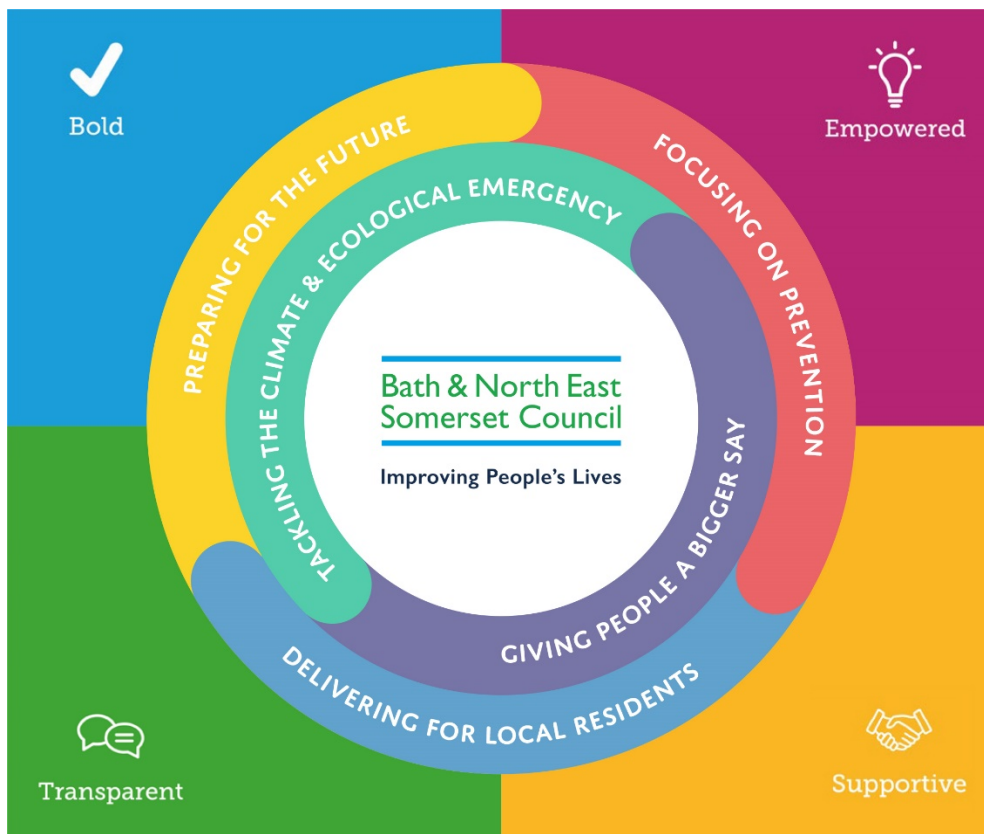 Bold
Empowered
PREPARING FOR THE FUTURE
FOCUSING ON PREVENTION
TACKLING THE CLIMATE & ECOLOGICAL EMERGENCY
Bath & North East
Somerset Council
Improving People's Lives
GIVING PEOPLE A BIGGER SAY
DELIVERING FOR LOCAL RESIDENTS
Transparent
Supportive